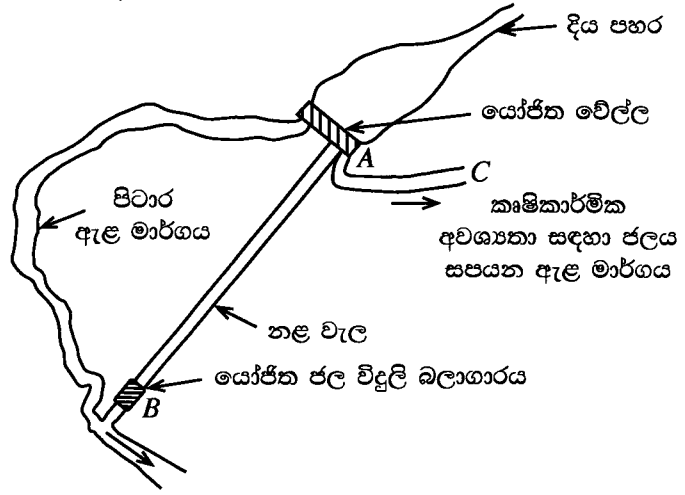 දිය පහර
යෝජිත වේල්ල
A
C
පිටාර
ඇළ මාර්ගය
කෘෂිකාර්මික
අවශ්‍යතා සඳහා ජලය
සපයන ඇළ මාර්ගය
නළ වැල
යෝජිත ජල විදුලි බලාගාරය
B